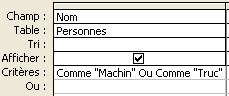 Champ : Nom
Table : Personnes
Tri :
Afficher :
Critères : Comme "Machin" Ou Comme "Truc"
Ou :